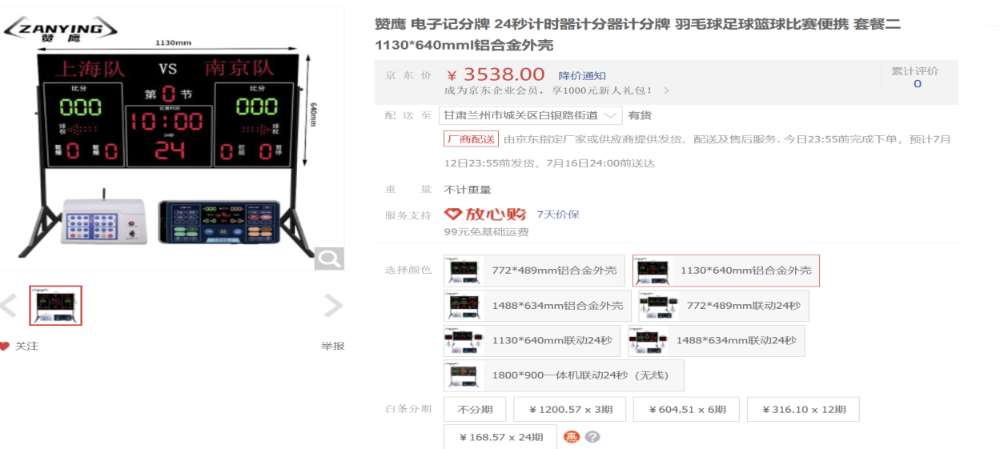 ZANYING
赞鹰
1130mm
上海队 VS 南京队
比分
第0节
比分
000
比赛时间
000
球权
10:00
球权
24秒
0
0
24
0
犯规
0
暂停
640mm
关注
举报
赞鹰 电子记分牌 24秒计时器计分器计分牌 羽毛球足球篮球比赛便携 套餐二
1130*640mml铝合金外壳
京东价 ￥3538.00 降价通知
累计评价
0
成为京东企业会员，享1000元新人礼包！ >
配送至 甘肃兰州市城关区白银路街道 有货
厂商配送 由京东指定厂家或供应商提供发货、配送及售后服务. 今日23:55前完成下单，预计7月
12日23:55前发货，7月16日24:00前送达
重量 不计重量
服务支持 放心购 7天价保
99元免基础运费
选择颜色 772*489mm铝合金外壳 1130*640mm铝合金外壳
1488*634mm铝合金外壳 772*489mm联动24秒
1130*640mm联动24秒 1488*634mm联动24秒
1800*900一体机联动24秒（无线）
白条分期 不分期 ￥1200.57 x 3期 ￥604.51 x 6期 ￥316.10 x 12期
￥168.57 x 24期 惠 ?